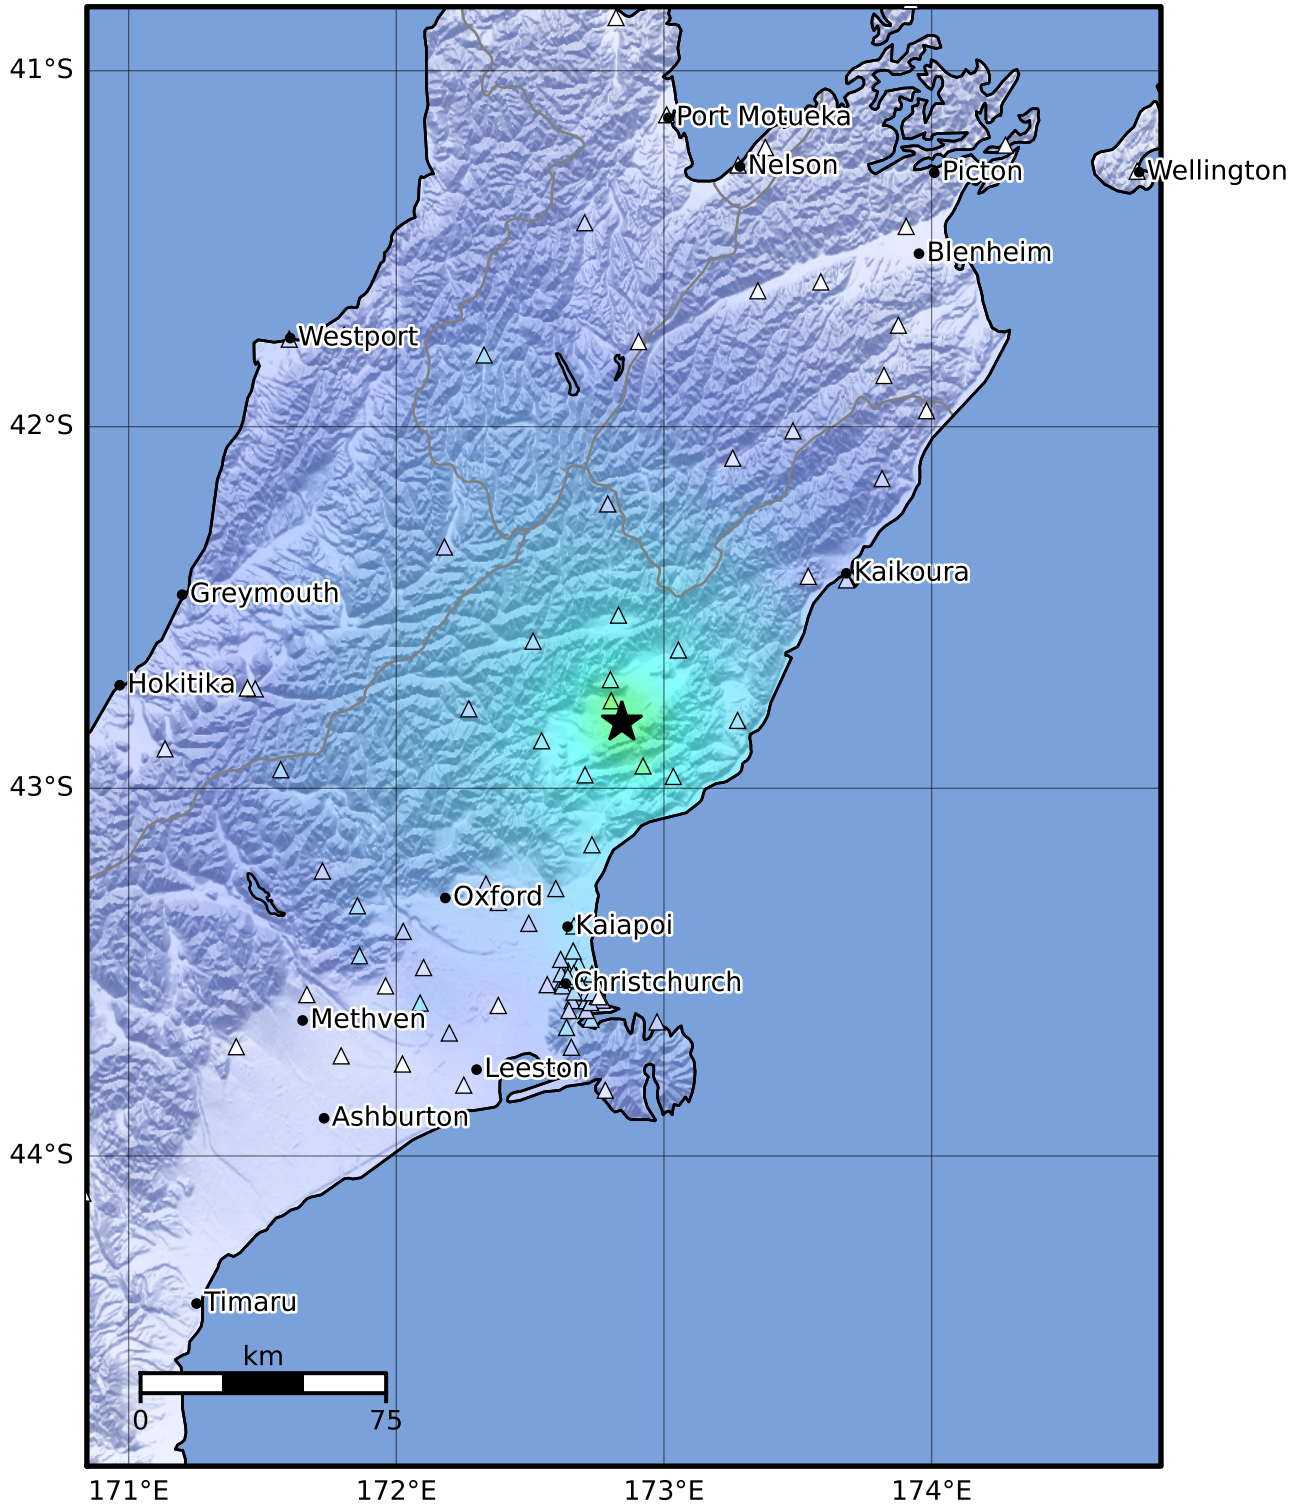 41°S
Port Motueka
Nelson
Picton
Wellington
Blenheim
Westport
42°S
Kaikoura
Greymouth
Hokitika
43°S
Oxford
Kaiapoi
Christchurch
Methven
Leeston
Ashburton
44°S
Timaru
km
0 75
171°E 172°E 173°E 174°E